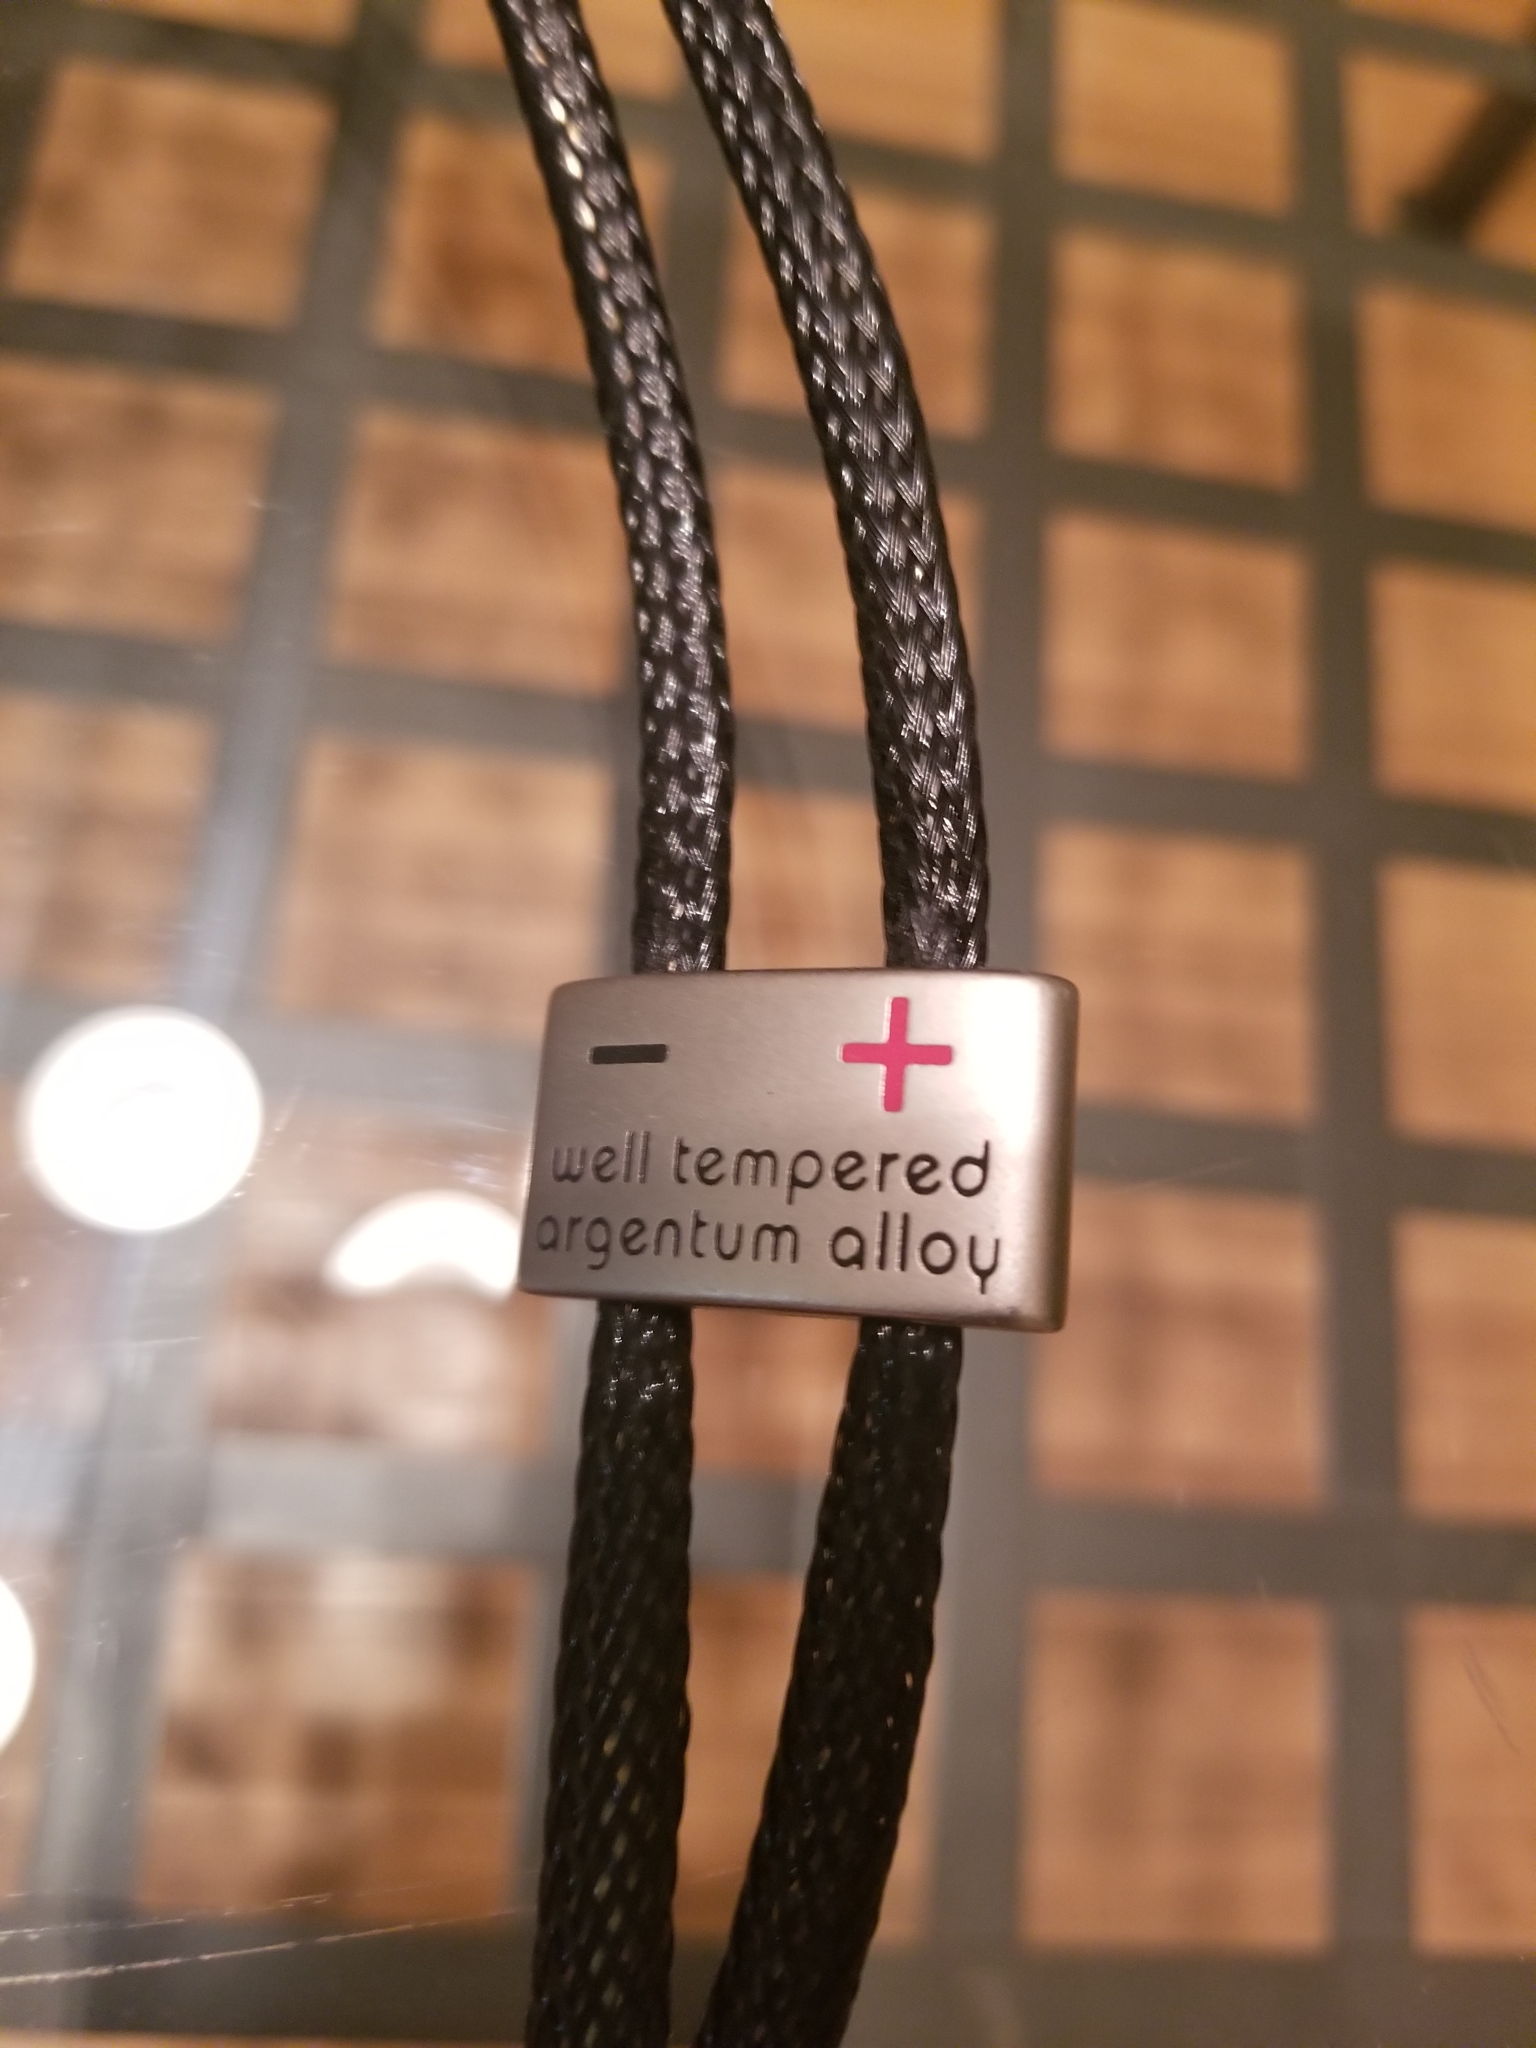 - +
well tempered
argentum alloy